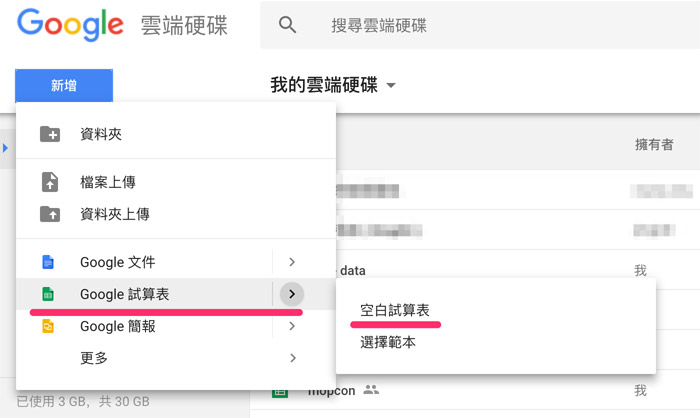 Google 雲端硬碟
搜尋雲端硬碟
新增
我的雲端硬碟
資料夾
擁有者
檔案上傳
資料夾上傳
Google 文件
data
我
Google 試算表
空白試算表
Google 簡報
選擇範本
更多
mopcon
我
已使用 3 GB，共 30 GB